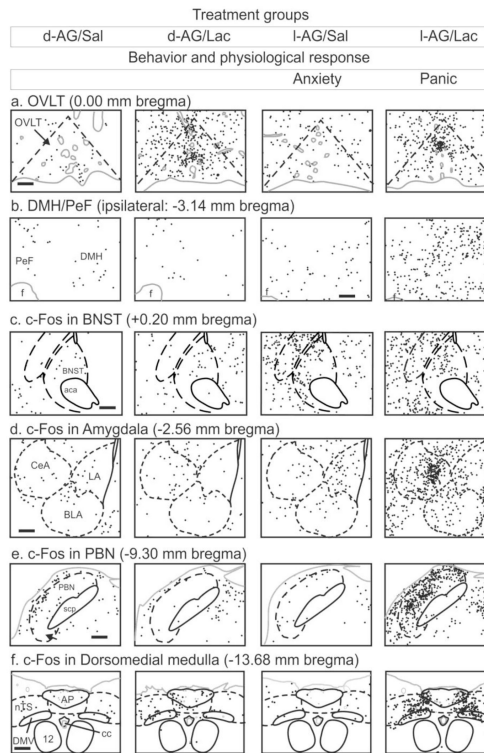 Treatment groups
d-AG/Sal d-AG/Lac l-AG/Sal l-AG/Lac
Behavior and physiological response
Anxiety Panic
a. OVLT (0.00 mm bregma)
OVLT
b. DMH/PeF (ipsilateral: -3.14 mm bregma)
PeF DMH
f f f f
c. c-Fos in BNST (+0.20 mm bregma)
BNST
aca
d. c-Fos in Amygdala (-2.56 mm bregma)
CeA LA
BLA
e. c-Fos in PBN (-9.30 mm bregma)
PBN
scp
f. c-Fos in Dorsomedial medulla (-13.68 mm bregma)
nTS AP
DMV 12 cc